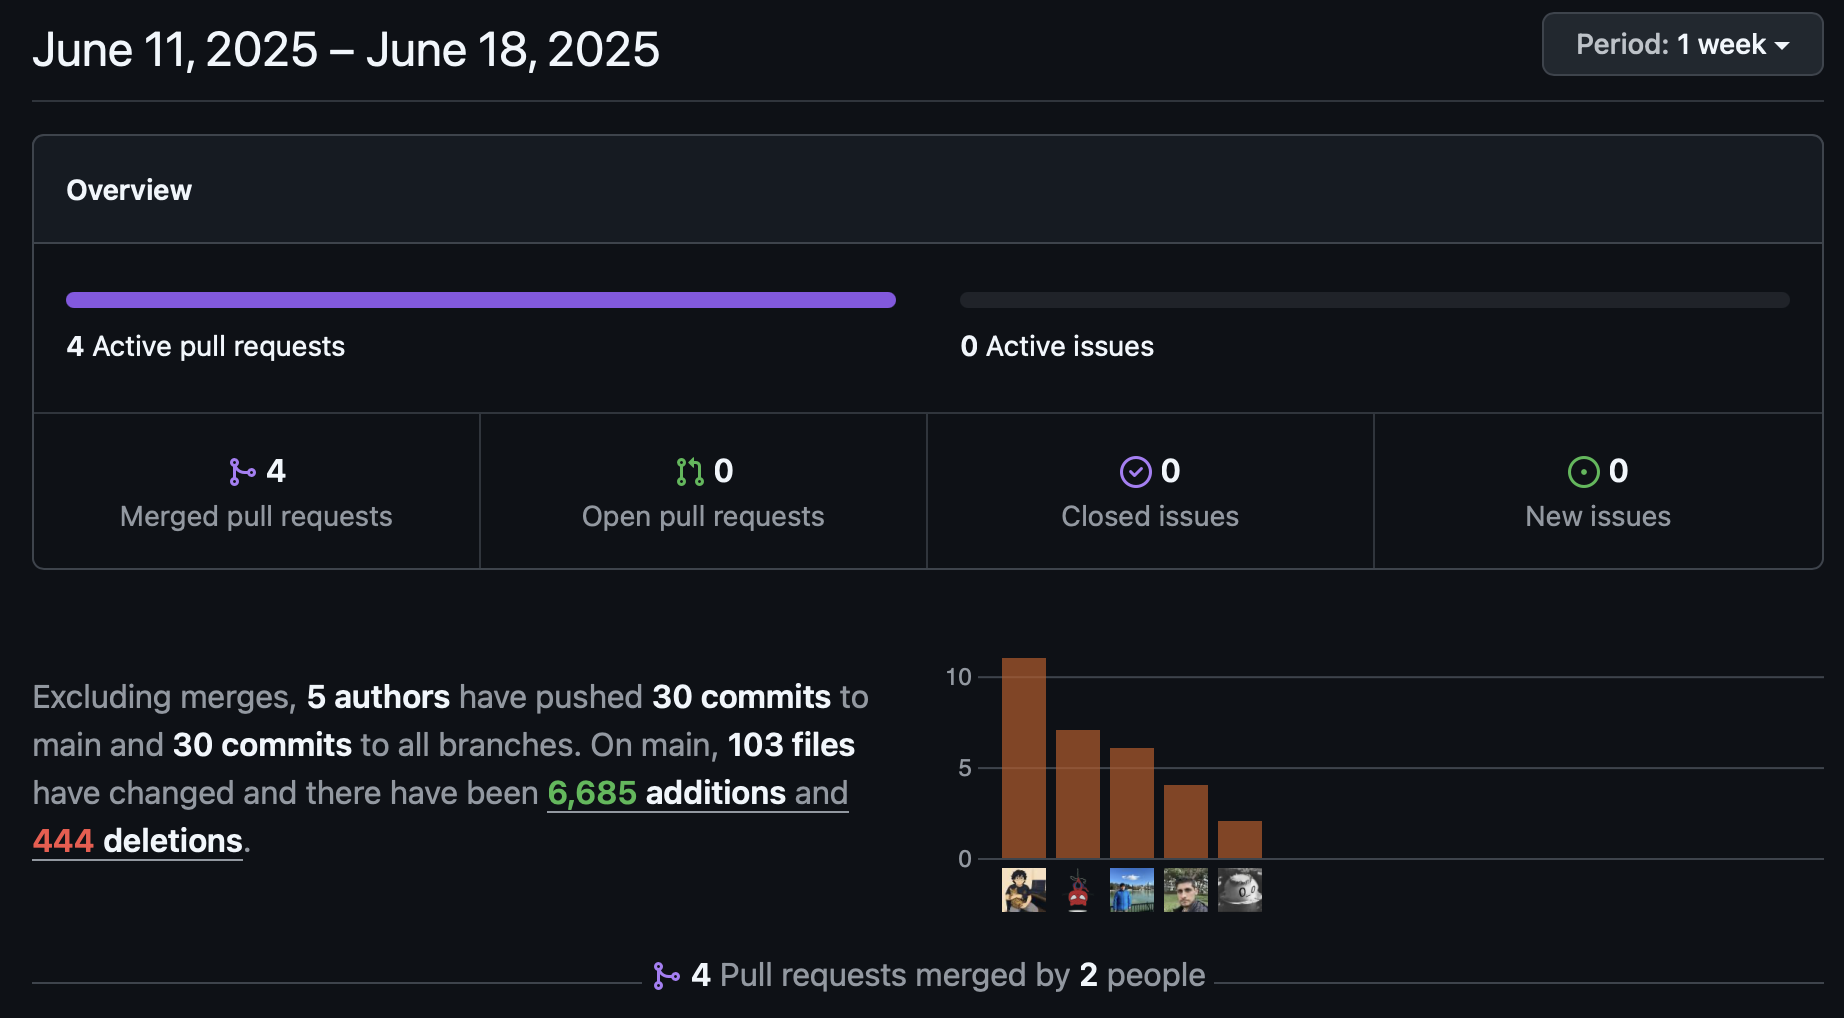 June 11, 2025 – June 18, 2025
Period: 1 week
Overview
4 Active pull requests
0 Active issues
4
Merged pull requests
0
Open pull requests
0
Closed issues
0
New issues
Excluding merges, 5 authors have pushed 30 commits to
main and 30 commits to all branches. On main, 103 files
have changed and there have been 6,685 additions and
444 deletions.
10
5
0
4 Pull requests merged by 2 people